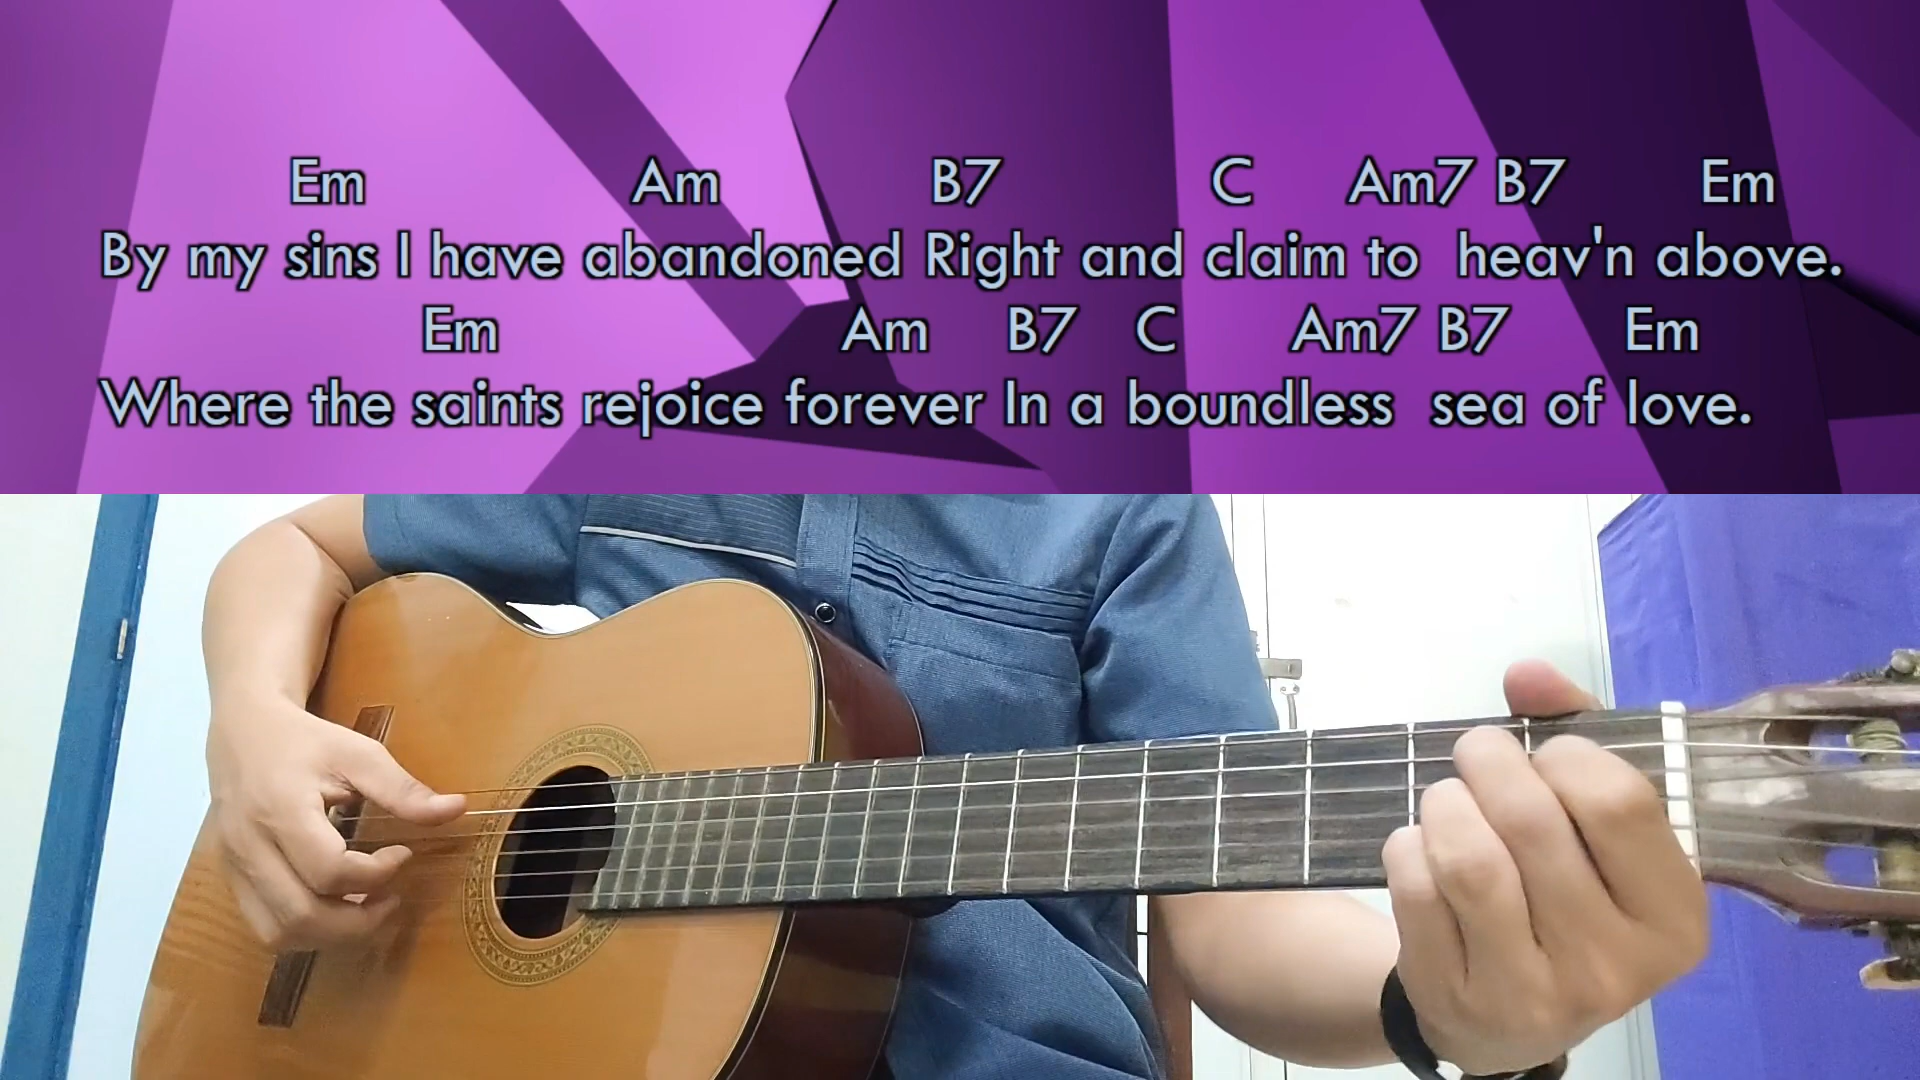 Em Am B7 C Am7 B7 Em
By my sins I have abandoned Right and claim to heav'n above.
Em Am B7 C Am7 B7 Em
Where the saints rejoice forever In a boundless sea of love.